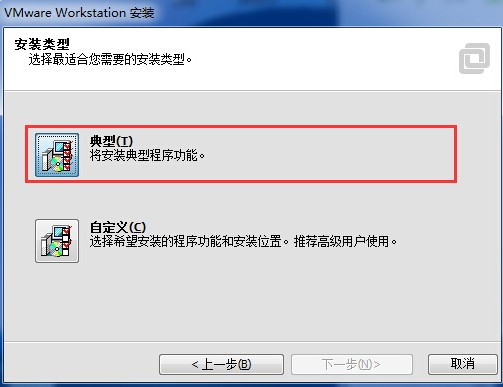 VMware Workstation 安装
安装类型
选择最适合您需要的安装类型。
典型(T)
将安装典型程序功能。
自定义(C)
选择希望安装的程序功能和安装位置。推荐高级用户使用。
<上一步(B) 下一步(N)> 取消